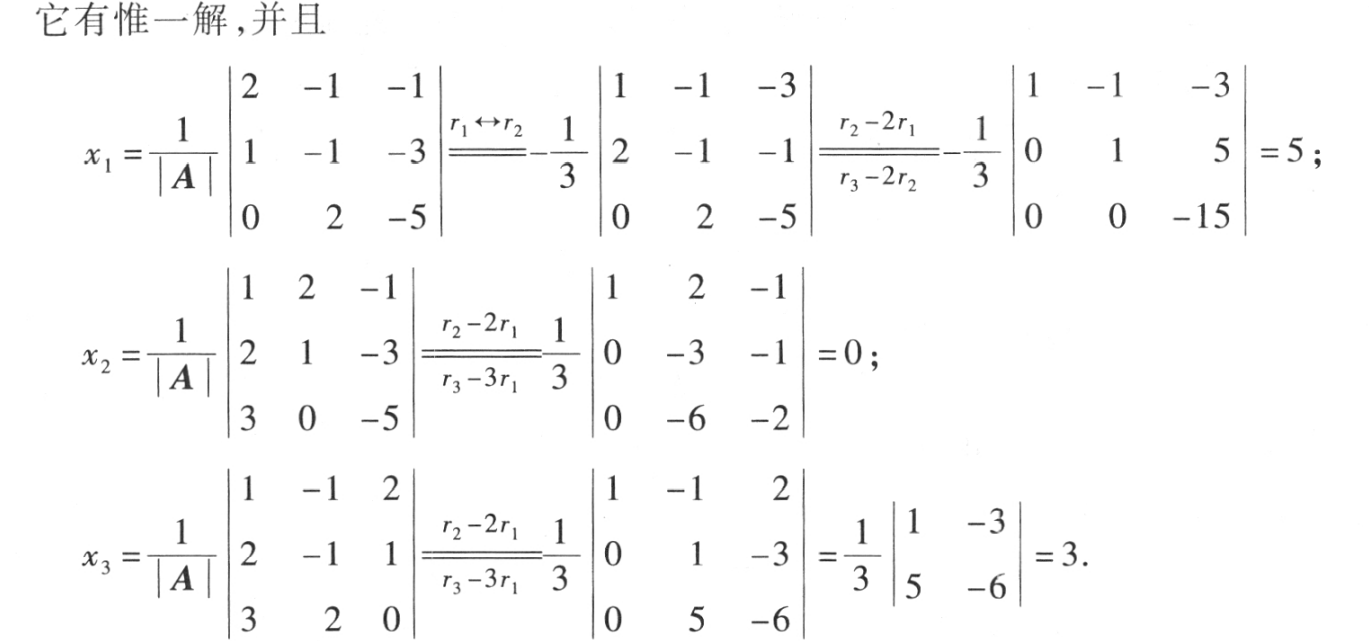 它有惟一解,并且
x₁ = 1/|A| |2 -1 -1; 1 -1 -3; 0 2 -5| r₁↔r₂ = -1/3 |1 -1 -3; 2 -1 -1; 0 2 -5| r₂-2r₁ = r₃-2r₂ -1/3 |1 -1 -3; 0 1 5; 0 0 -15| = 5;
x₂ = 1/|A| |1 2 -1; 2 1 -3; 3 0 -5| r₂-2r₁ = r₃-3r₁ 1/3 |1 2 -1; 0 -3 -1; 0 -6 -2| = 0;
x₃ = 1/|A| |1 -1 2; 2 -1 1; 3 2 0| r₂-2r₁ = r₃-3r₁ 1/3 |1 -1 2; 0 1 -3; 0 5 -6| = 1/3 |1 -3; 5 -6| = 3.